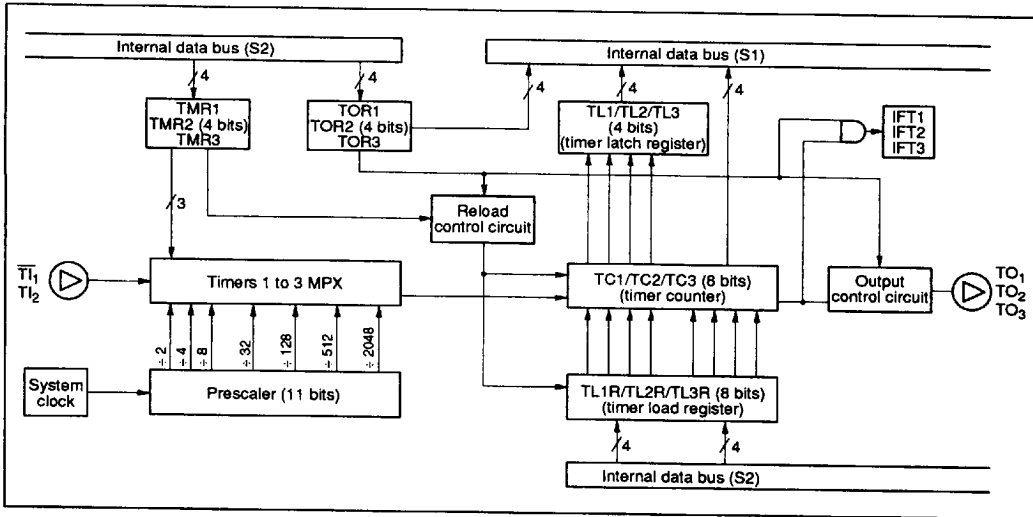 Internal data bus (S2)
Internal data bus (S1)
4
4
4
4
4
TMR1
TMR2 (4 bits)
TMR3
TOR1
TOR2 (4 bits)
TOR3
TL1/TL2/TL3
(4 bits)
(timer latch register)
IFT1
IFT2
IFT3
3
Reload
control circuit
TI1
TI2
Timers 1 to 3 MPX
TC1/TC2/TC3 (8 bits)
(timer counter)
Output
control circuit
TO1
TO2
TO3
÷2
÷4
÷8
÷32
÷128
÷512
÷2048
System
clock
Prescaler (11 bits)
TL1R/TL2R/TL3R (8 bits)
(timer load register)
4
4
Internal data bus (S2)